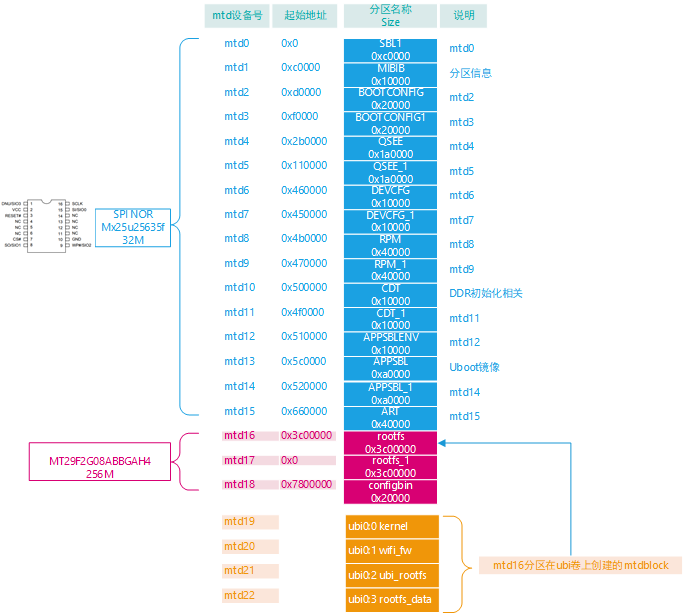 mtd设备号 起始地址 分区名称 说明
Size
mtd0 0x0 SBL1 mtd0
0xc0000
mtd1 0xc0000 MIBIB 分区信息
0x10000
mtd2 0xd0000 BOOTCONFIG mtd2
0x20000
mtd3 0xf0000 BOOTCONFIG1 mtd3
0x20000
mtd4 0x2b0000 QSEE mtd4
0x1a0000
mtd5 0x110000 QSEE_1 mtd5
0x1a0000
mtd6 0x460000 DEVCFG mtd6
0x10000
mtd7 0x450000 DEVCFG_1 mtd7
0x10000
mtd8 0x4b0000 RPM mtd8
0x40000
mtd9 0x470000 RPM_1 mtd9
0x40000
mtd10 0x500000 CDT DDR初始化相关
0x10000
mtd11 0x4f0000 CDT_1 mtd11
0x10000
mtd12 0x510000 APPSBLENV mtd12
0x10000
mtd13 0x5c0000 APPSBL Uboot镜像
0xa0000
mtd14 0x520000 APPSBL_1 mtd14
0xa0000
mtd15 0x660000 ART mtd15
0x40000
mtd16 0x3c00000 rootfs
0x3c00000
mtd17 0x0 rootfs_1
0x3c00000
mtd18 0x7800000 configbin
0x20000
mtd19 ubi0:0 kernel
mtd20 ubi0:1 wifi_fw
mtd21 ubi0:2 ubi_rootfs
mtd22 ubi0:3 rootfs_data
mtd16分区在ubi卷上创建的mtdblock
SPI NOR
Mx25u25635f
32M
MT29F2G08ABBGAH4
256M
1 16 SCLK
VCC 2 15 SI/SIO0
RESET# 3 14 NC
NC 4 13 NC
NC 5 12 NC
NC 6 11 NC
CS# 7 10 GND
SO/SIO1 8 9 WP#/SIO2